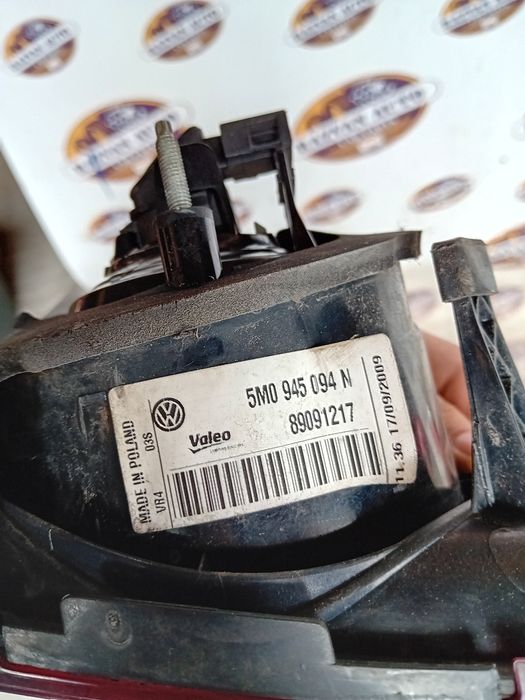 5M0 945 094 N
89091217
Valeo
MADE IN POLAND
03S
VR4
11.36 17/09/2009